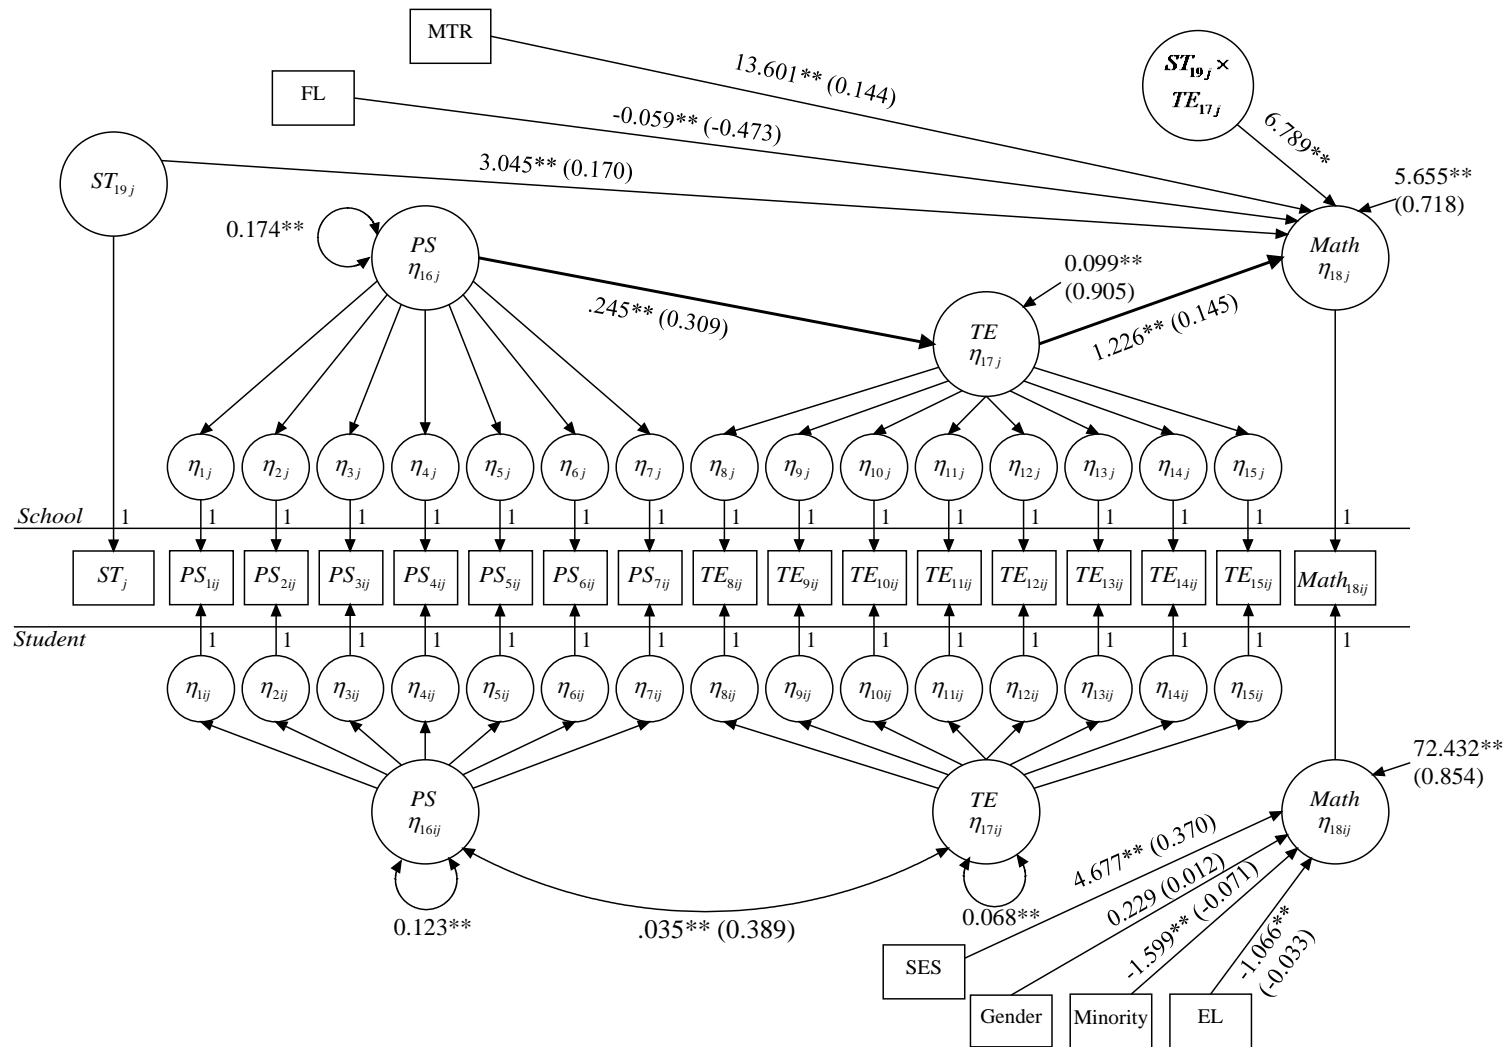 MTR
13.601** (0.144)
ST₁₉ⱼ ×
TE₁₇ⱼ
FL
-0.059** (-0.473)
6.789**
ST₁₉ⱼ
3.045** (0.170)
5.655**
(0.718)
0.174**
PS
η₁₆ⱼ
Math
η₁₈ⱼ
0.099**
(0.905)
.245** (0.309)
TE
η₁₇ⱼ
1.226** (0.145)
η₁ⱼ η₂ⱼ η₃ⱼ η₄ⱼ η₅ⱼ η₆ⱼ η₇ⱼ η₈ⱼ η₉ⱼ η₁₀ⱼ η₁₁ⱼ η₁₂ⱼ η₁₃ⱼ η₁₄ⱼ η₁₅ⱼ
School 1 1 1 1 1 1 1 1 1 1 1 1 1 1 1 1 1
STⱼ PS₁ᵢⱼ PS₂ᵢⱼ PS₃ᵢⱼ PS₄ᵢⱼ PS₅ᵢⱼ PS₆ᵢⱼ PS₇ᵢⱼ TE₈ᵢⱼ TE₉ᵢⱼ TE₁₀ᵢⱼ TE₁₁ᵢⱼ TE₁₂ᵢⱼ TE₁₃ᵢⱼ TE₁₄ᵢⱼ TE₁₅ᵢⱼ Math₁₈ᵢⱼ
Student 1 1 1 1 1 1 1 1 1 1 1 1 1 1 1 1
η₁ᵢⱼ η₂ᵢⱼ η₃ᵢⱼ η₄ᵢⱼ η₅ᵢⱼ η₆ᵢⱼ η₇ᵢⱼ η₈ᵢⱼ η₉ᵢⱼ η₁₀ᵢⱼ η₁₁ᵢⱼ η₁₂ᵢⱼ η₁₃ᵢⱼ η₁₄ᵢⱼ η₁₅ᵢⱼ
72.432**
(0.854)
PS
η₁₆ᵢⱼ
TE
η₁₇ᵢⱼ
Math
η₁₈ᵢⱼ
4.677** (0.370)
0.229 (0.012)
-1.599** (-0.071)
-1.066**
(-0.033)
0.123**
.035** (0.389)
0.068**
SES
Gender
Minority
EL